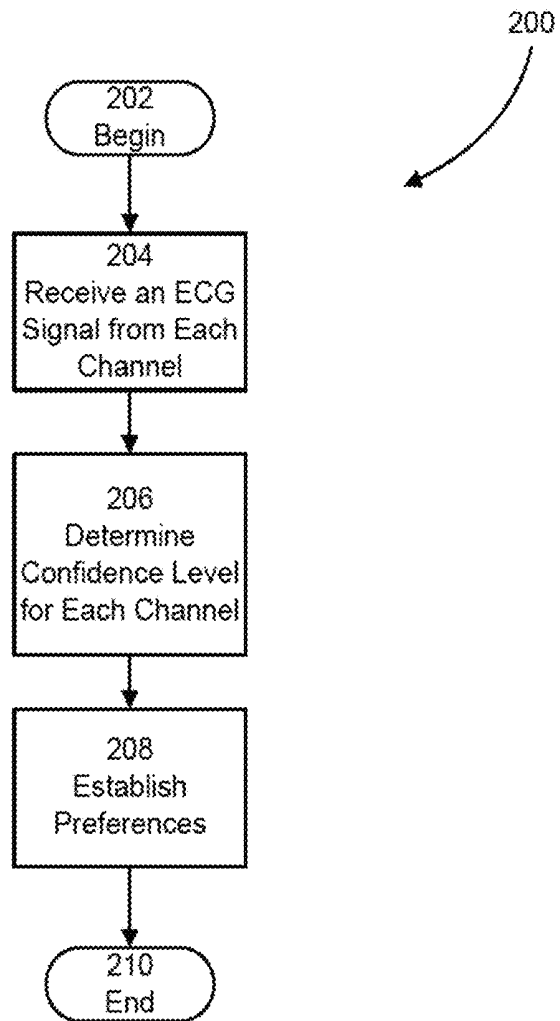 200
202
Begin
204
Receive an ECG
Signal from Each
Channel
206
Determine
Confidence Level
for Each Channel
208
Establish
Preferences
210
End